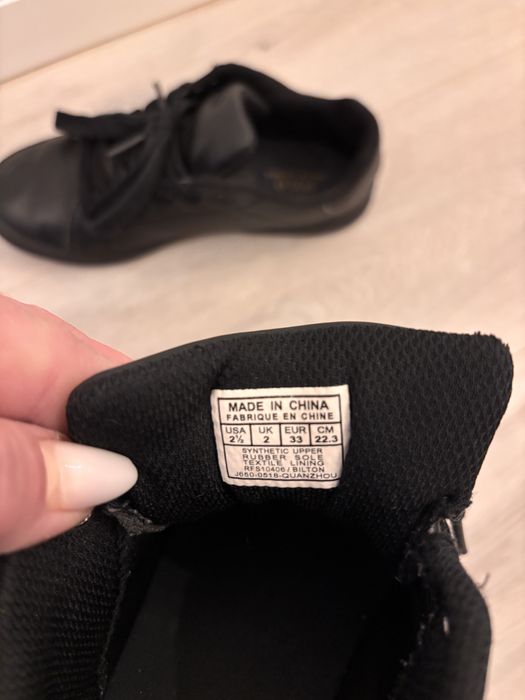 MADE IN CHINA
FABRIQUE EN CHINE
USA UK EUR CM
2½ 2 33 22.3
SYNTHETIC UPPER
RUBBER SOLE
TEXTILE LINING
RFS10406 / BILTON
J650-0518-QUANZHOU